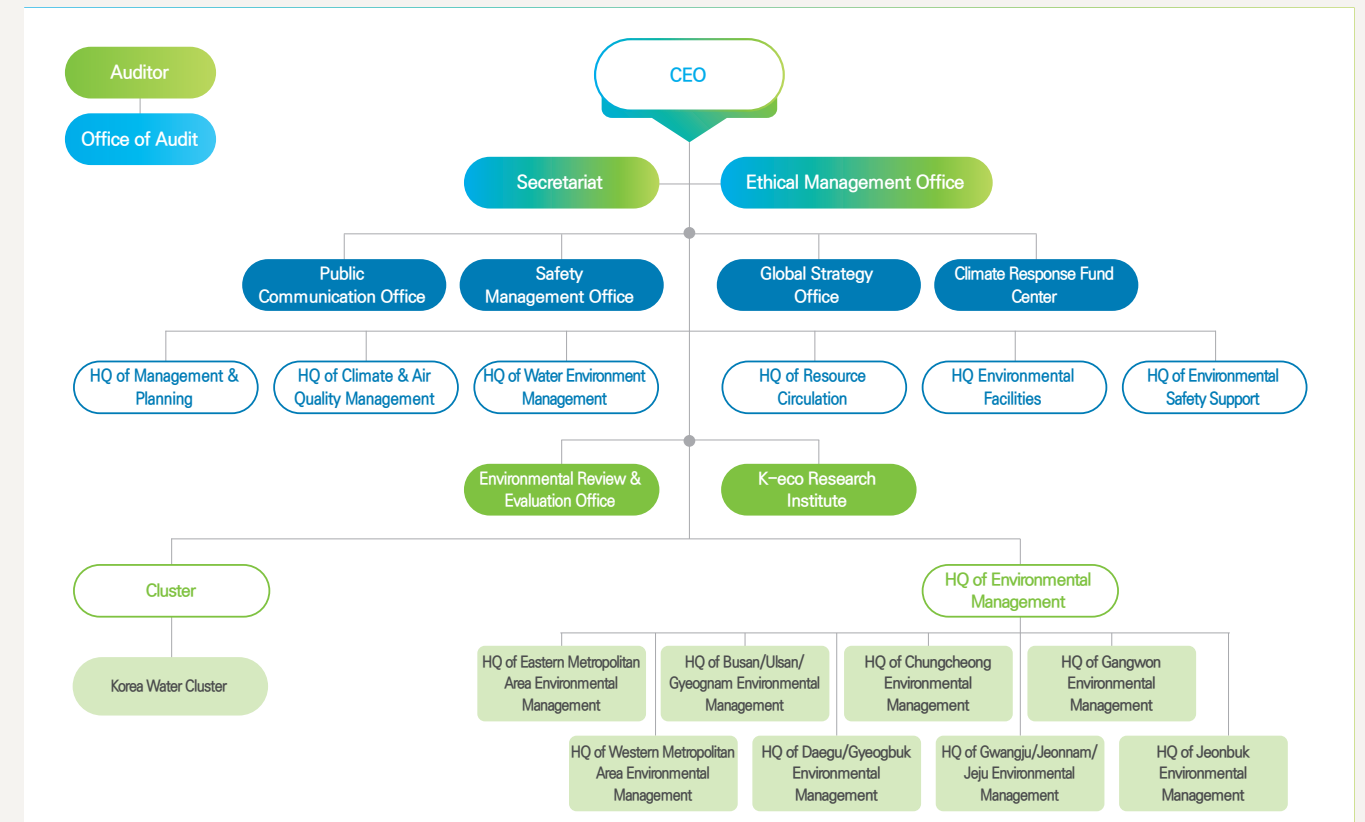 Auditor
Office of Audit
CEO
Secretariat
Ethical Management Office
Public
Communication Office
Safety
Management Office
Global Strategy
Office
Climate Response Fund
Center
HQ of Management &
Planning
HQ of Climate & Air
Quality Management
HQ of Water Environment
Management
HQ of Resource
Circulation
HQ Environmental
Facilities
HQ of Environmental
Safety Support
Environmental Review &
Evaluation Office
K-eco Research
Institute
Cluster
Korea Water Cluster
HQ of Environmental
Management
HQ of Eastern Metropolitan
Area Environmental
Management
HQ of Busan/Ulsan/
Gyeognam Environmental
Management
HQ of Chungcheong
Environmental
Management
HQ of Gangwon
Environmental
Management
HQ of Western Metropolitan
Area Environmental
Management
HQ of Daegu/Gyeogbuk
Environmental
Management
HQ of Gwangju/Jeonnam/
Jeju Environmental
Management
HQ of Jeonbuk
Environmental
Management